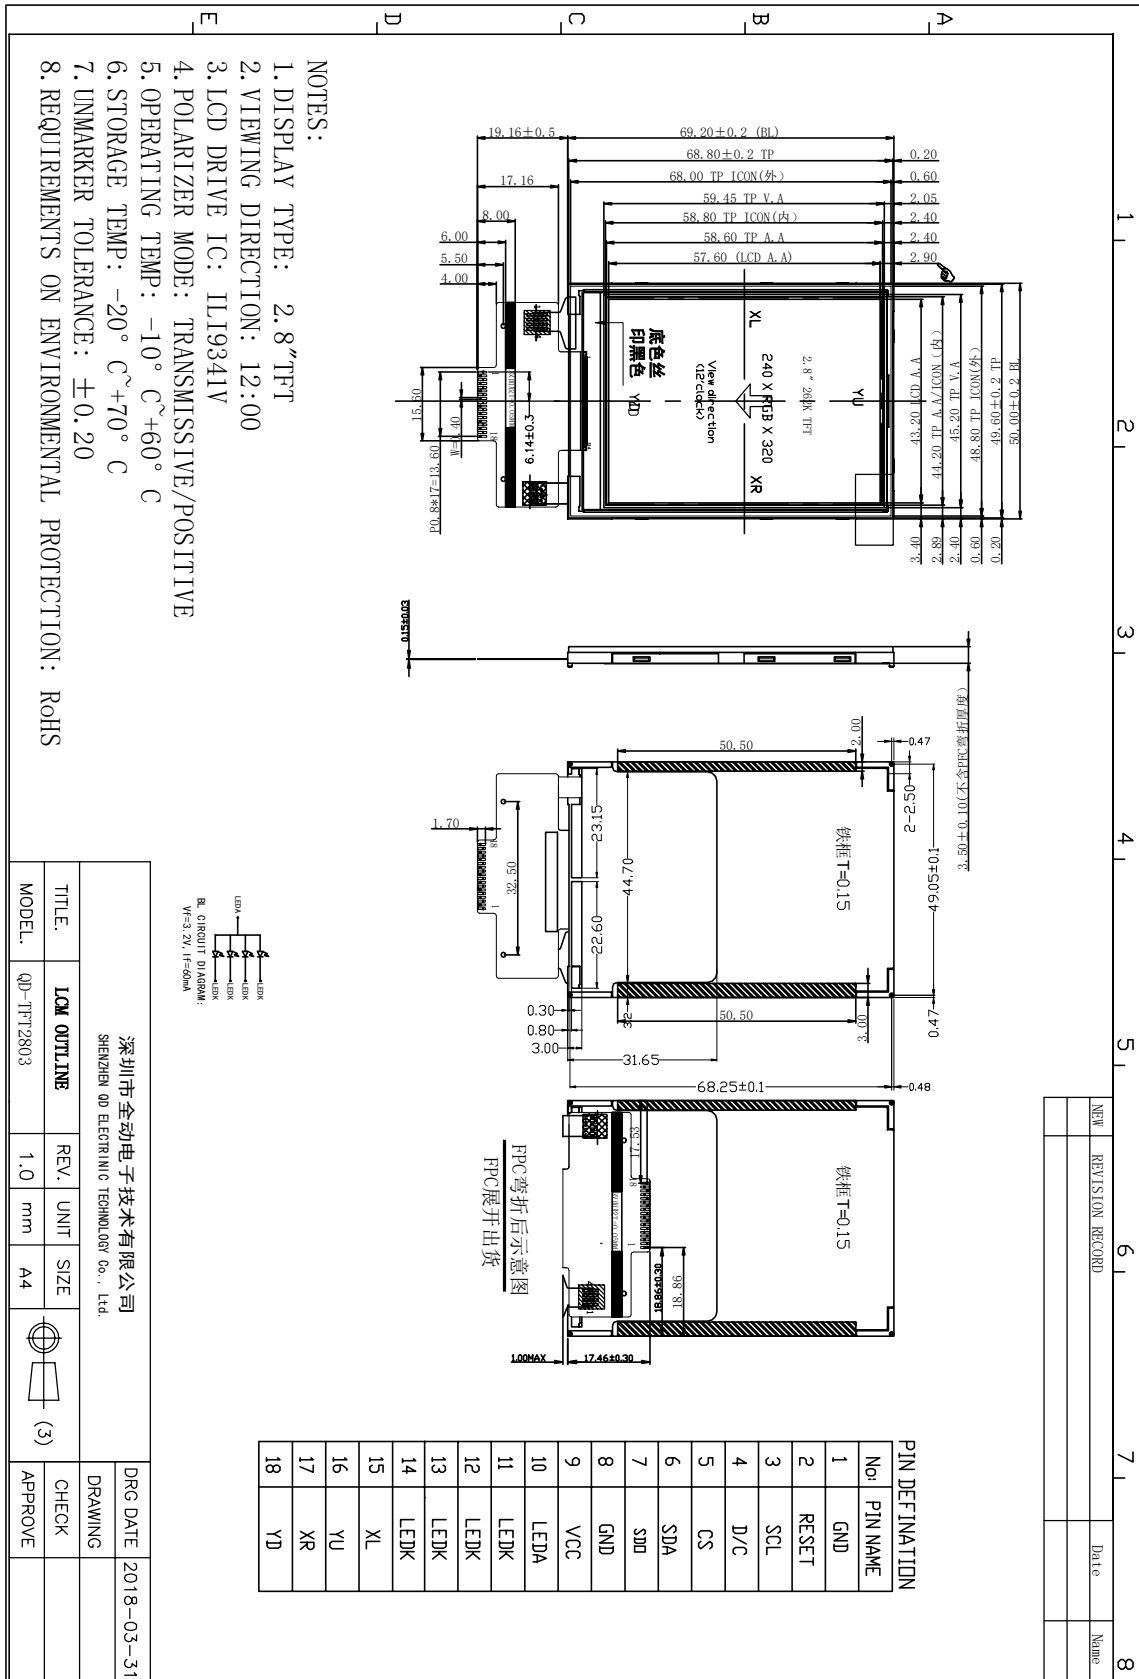 NEW REVISION RECORD Date Name
1 2 3 4 5 6 7 8
A B C D E
69.20±0.2 (BL)
68.80±0.2 TP
68.00 TP ICON(外)
59.45 TP V.A
58.80 TP ICON(内)
58.60 TP A.A
57.60 (LCD A.A)
0.20
0.60
2.05
2.40
2.40
2.90
19.16±0.5
17.16
8.00
6.00
5.50
4.00
XL
YU
XR
YD
2.8" 262K TFT
240 X RGB X 320
View direction
(12'clock)
底色丝
印黑色
43.20 LCD A.A
44.20 TP A.A/ICON (内)
45.20 TP V.A
48.80 TP ICON(外)
49.60±0.2 TP
50.00±0.2 BL
3.40
2.89
2.40
0.60
0.20
15.60
P0.8*17=13.60
6.14±0.3
1
18
0.15±0.03
3.50±0.10(不含FPC弯折厚度)
50.50
2.00
0.47
2-2.50
49.05±0.1
铁框T=0.15
1.70
18
1
32.50
23.15
22.60
44.70
50.50
3.00
0.47
0.30
0.80
3.00
32
31.65
68.25±0.1
0.48
铁框T=0.15
17.53
18
1
18.86±0.30
18.86
1.00MAX
17.46±0.30
FPC弯折后示意图
FPC展开出货
NOTES:
1.DISPLAY TYPE: 2.8"TFT
2.VIEWING DIRECTION: 12:00
3.LCD DRIVE IC: ILI9341V
4.POLARIZER MODE: TRANSMISSIVE/POSITIVE
5.OPERATING TEMP: -10° C~+60° C
6.STORAGE TEMP: -20° C~+70° C
7.UNMARKER TOLERANCE: ±0.20
8.REQUIREMENTS ON ENVIRONMENTAL PROTECTION: RoHS
LEDA
LEDK
LEDK
LEDK
LEDK
BL CIRCUIT DIAGRAM:
Vf=3.2V,If=60mA
PIN DEFINATION
No: PIN NAME
1 GND
2 RESET
3 SCL
4 D/C
5 CS
6 SDA
7 SDO
8 GND
9 VCC
10 LEDA
11 LEDK
12 LEDK
13 LEDK
14 LEDK
15 XL
16 YU
17 XR
18 YD
深圳市全动电子技术有限公司
SHENZHEN QD ELECTRINIC TECHNOLOGY Co., Ltd.
DRG DATE 2018-03-31
DRAWING
TITLE. LCM OUTLINE REV. UNIT SIZE CHECK
MODEL. QD-TFT2803 1.0 mm A4 (3) APPROVE